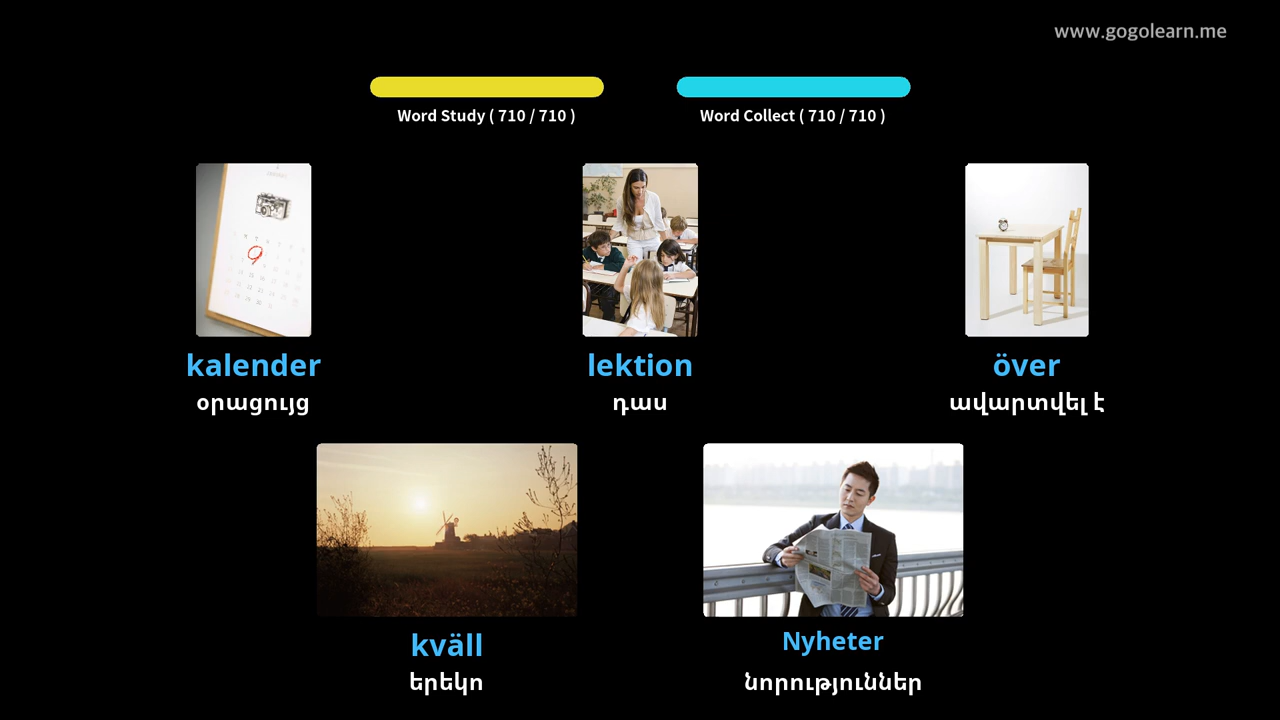 www.gogolearn.me
Word Study ( 710 / 710 )
Word Collect ( 710 / 710 )
kalender
օրացույց
lektion
դաս
över
ավարտվել է
kväll
երեկո
Nyheter
նորություններ